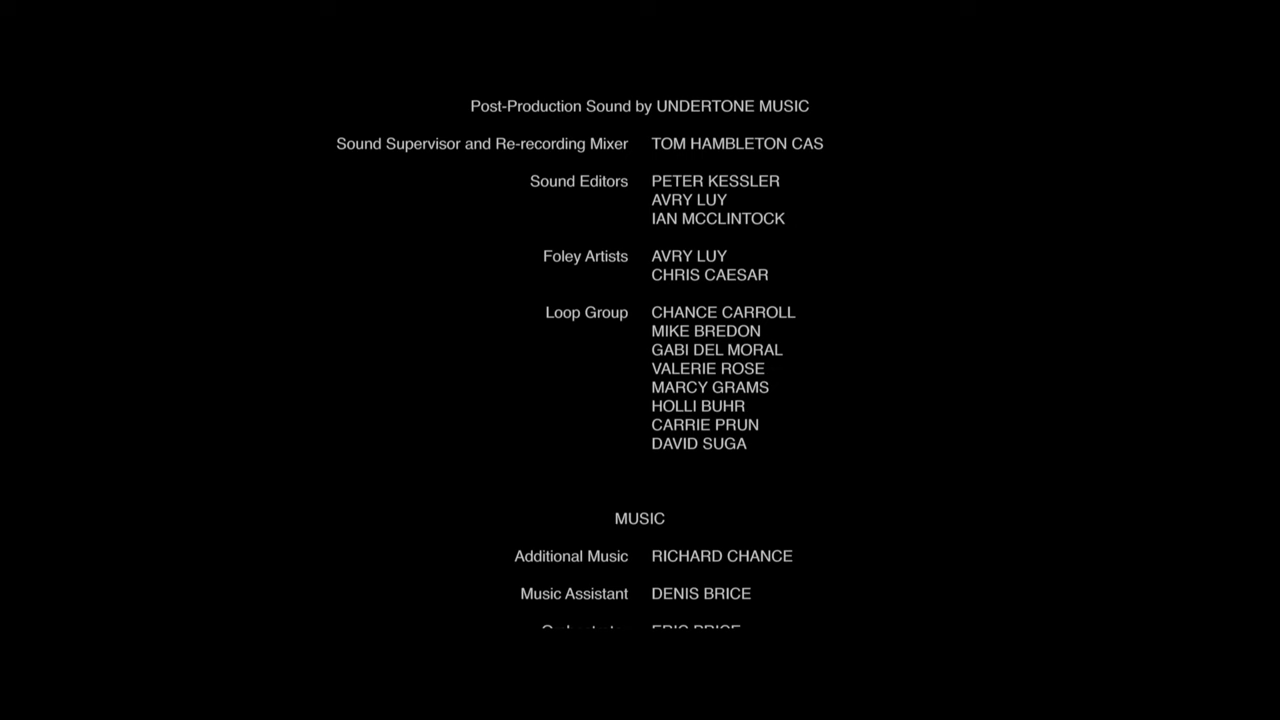 Post-Production Sound by UNDERTONE MUSIC
Sound Supervisor and Re-recording Mixer TOM HAMBLETON CAS
Sound Editors PETER KESSLER
AVRY LUY
IAN MCCLINTOCK
Foley Artists AVRY LUY
CHRIS CAESAR
Loop Group CHANCE CARROLL
MIKE BREDON
GABI DEL MORAL
VALERIE ROSE
MARCY GRAMS
HOLLI BUHR
CARRIE PRUN
DAVID SUGA
MUSIC
Additional Music RICHARD CHANCE
Music Assistant DENIS BRICE